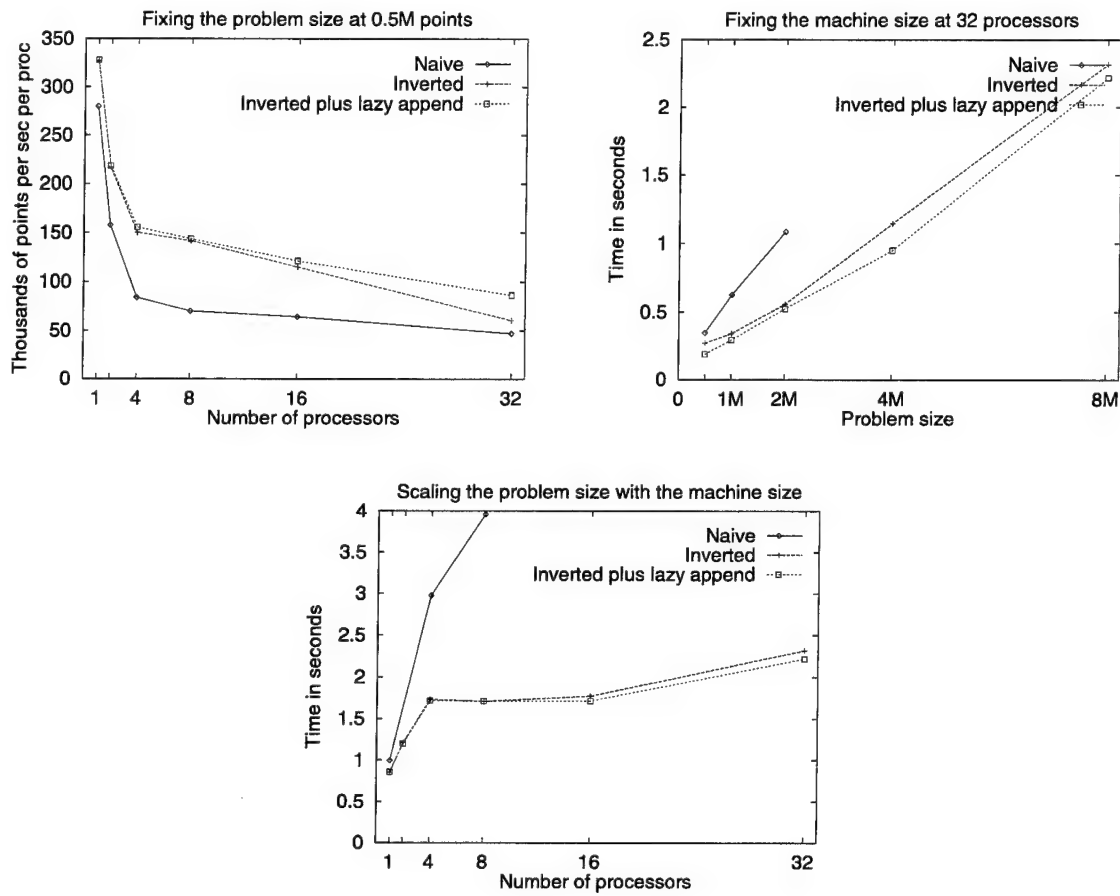 Fixing the problem size at 0.5M points
Thousands of points per sec per proc
350
300
250
200
150
100
50
0
Naive
Inverted
Inverted plus lazy append
1 4 8 16 32
Number of processors
Fixing the machine size at 32 processors
Time in seconds
2.5
2
1.5
1
0.5
0
Naive
Inverted
Inverted plus lazy append
0 1M 2M 4M 8M
Problem size
Scaling the problem size with the machine size
Time in seconds
4
3.5
3
2.5
2
1.5
1
0.5
0
Naive
Inverted
Inverted plus lazy append
1 4 8 16 32
Number of processors